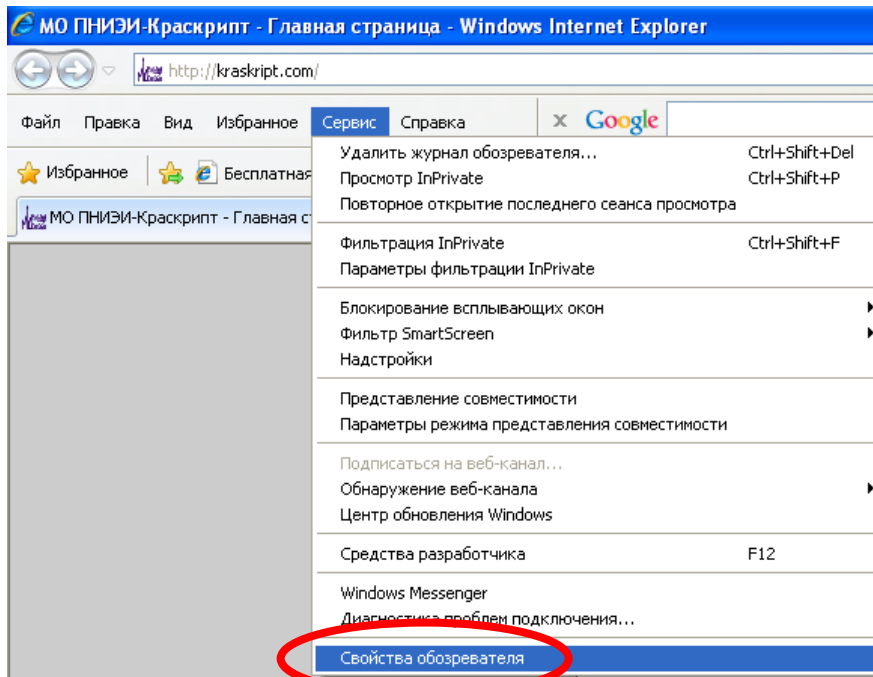 МО ПНИЭИ-Краскрипт - Главная страница - Windows Internet Explorer
http://kraskript.com/
Файл Правка Вид Избранное Сервис Справка x Google
Избранное Бесплатная
МО ПНИЭИ-Краскрипт - Главная с
Удалить журнал обозревателя... Ctrl+Shift+Del
Просмотр InPrivate Ctrl+Shift+P
Повторное открытие последнего сеанса просмотра
Фильтрация InPrivate Ctrl+Shift+F
Параметры фильтрации InPrivate
Блокирование всплывающих окон
Фильтр SmartScreen
Надстройки
Представление совместимости
Параметры режима представления совместимости
Подписаться на веб-канал...
Обнаружение веб-канала
Центр обновления Windows
Средства разработчика F12
Windows Messenger
Диагностика проблем подключения...
Свойства обозревателя